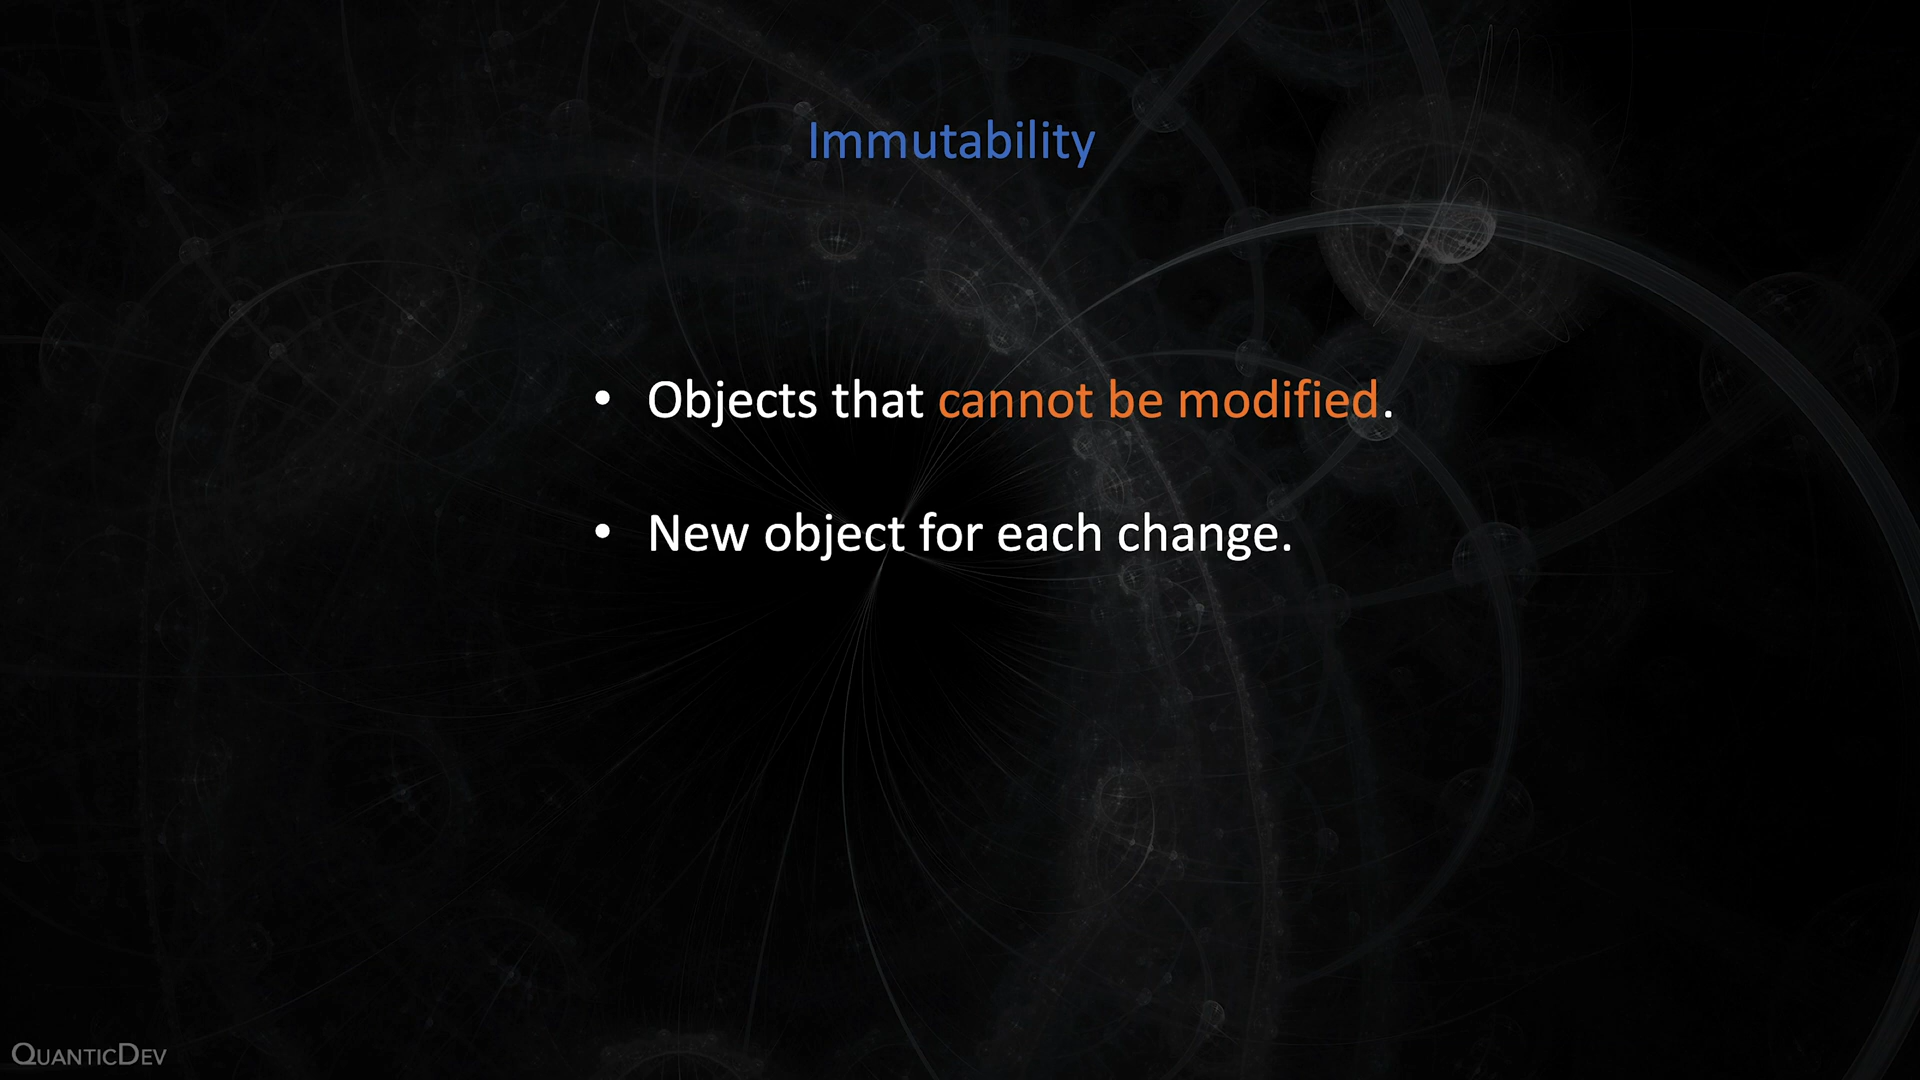 Immutability
• Objects that cannot be modified.
• New object for each change.
QUANTICDEV